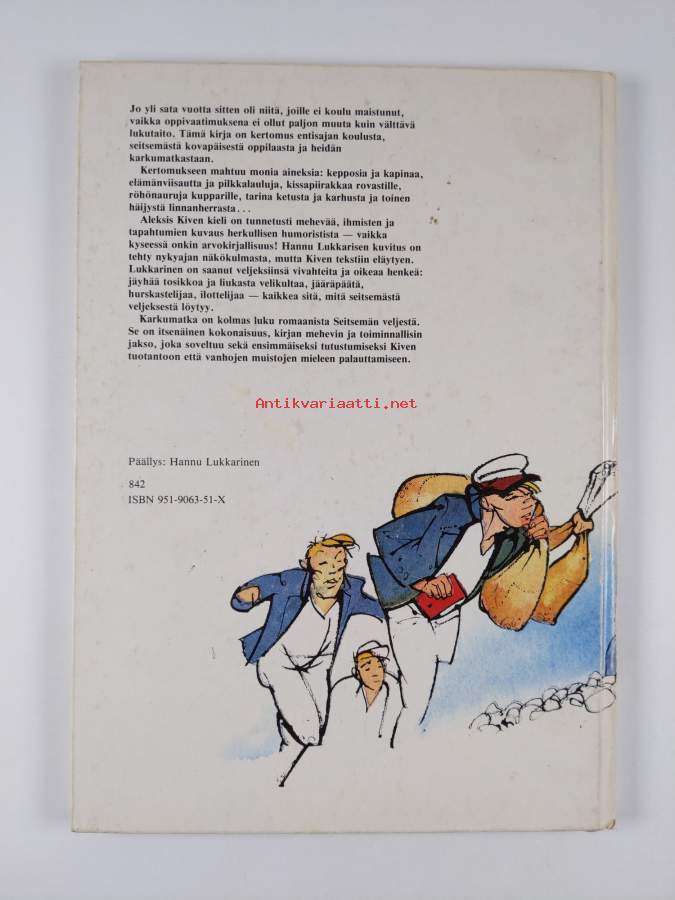 Jo yli sata vuotta sitten oli niitä, joille ei koulu maistunut,
vaikka oppivaatimuksena ei ollut paljon muuta kuin välttävä
lukutaito. Tämä kirja on kertomus entisajan koulusta,
seitsemästä kovapäisestä oppilaasta ja heidän
karkumatkastaan.
Kertomukseen mahtuu monia aineksia: kepposia ja kapinaa,
elämänviisautta ja pilkkalauluja, kissapiirakkaa rovastille,
röhönauruja kupparille, tarina ketusta ja karhusta ja toinen
häijystä linnanherrasta...
Aleksis Kiven kieli on tunnetusti mehevää, ihmisten ja
tapahtumien kuvaus herkullisen humoristista — vaikka
kyseessä onkin arvokirjallisuus! Hannu Lukkarisen kuvitus on
tehty nykyajan näkökulmasta, mutta Kiven tekstiin eläytyen.
Lukkarinen on saanut veljeksiinsä vivahteita ja oikeaa henkeä:
jäyhää tosikkoa ja liukasta velikultaa, jääräpäätä,
hurskastelijaa, ilottelijaa — kaikkea sitä, mitä seitsemästä
veljeksestä löytyy.
Karkumatka on kolmas luku romaanista Seitsemän veljestä.
Se on itsenäinen kokonaisuus, kirjan mehevin ja toiminnallisin
jakso, joka soveltuu sekä ensimmäiseksi tutustumiseksi Kiven
tuotantoon että vanhojen muistojen mieleen palauttamiseen.
Antikvariaatti.net
Päällys: Hannu Lukkarinen
842
ISBN 951-9063-51-X